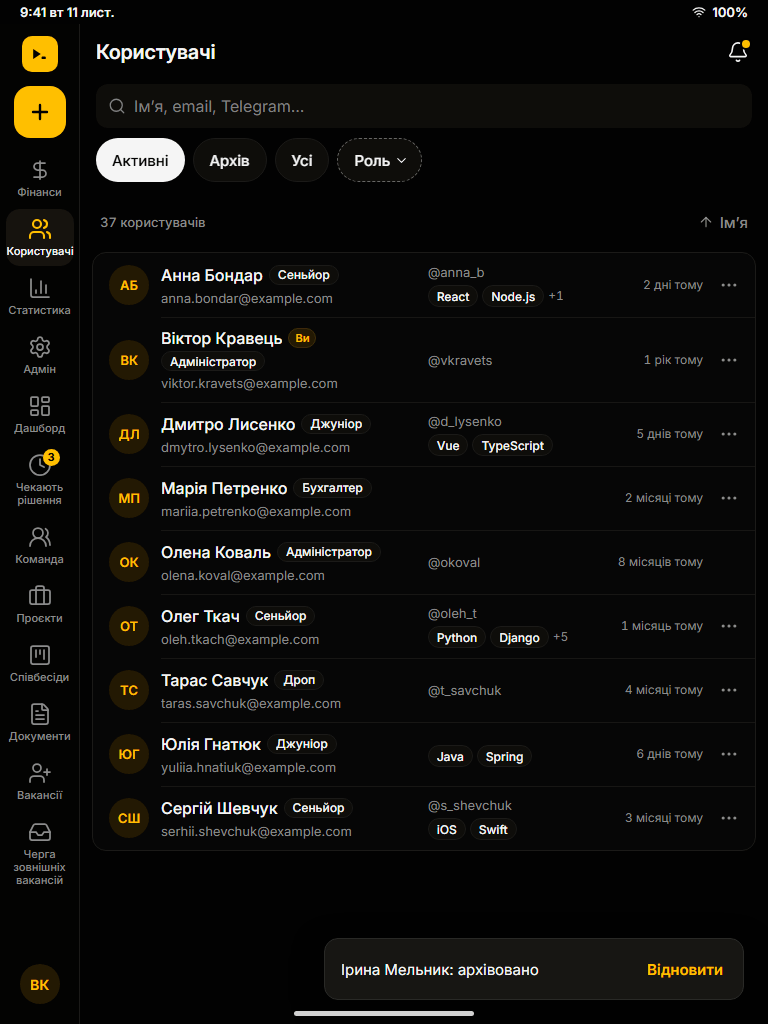 9:41 вт 11 лист.
100%
Користувачі
Ім’я, email, Telegram...
Активні
Архів
Усі
Роль
37 користувачів
Ім’я
Фінанси
Користувачі
Статистика
Адмін
Дашборд
3
Чекають
рішення
Команда
Проєкти
Співбесіди
Документи
Вакансії
Черга
зовнішніх
вакансій
ВК
АБ
Анна Бондар Сеньйор
anna.bondar@example.com
@anna_b
React Node.js +1
2 дні тому
ВК
Віктор Кравець Ви
Адміністратор
viktor.kravets@example.com
@vkravets
1 рік тому
ДЛ
Дмитро Лисенко Джуніор
dmytro.lysenko@example.com
@d_lysenko
Vue TypeScript
5 днів тому
МП
Марія Петренко Бухгалтер
mariia.petrenko@example.com
2 місяці тому
ОК
Олена Коваль Адміністратор
olena.koval@example.com
@okoval
8 місяців тому
ОТ
Олег Ткач Сеньйор
oleh.tkach@example.com
@oleh_t
Python Django +5
1 місяць тому
ТС
Тарас Савчук Дроп
taras.savchuk@example.com
@t_savchuk
4 місяці тому
ЮГ
Юлія Гнатюк Джуніор
yuliia.hnatiuk@example.com
Java Spring
6 днів тому
СШ
Сергій Шевчук Сеньйор
serhii.shevchuk@example.com
@s_shevchuk
iOS Swift
3 місяці тому
Ірина Мельник: архівовано
Відновити